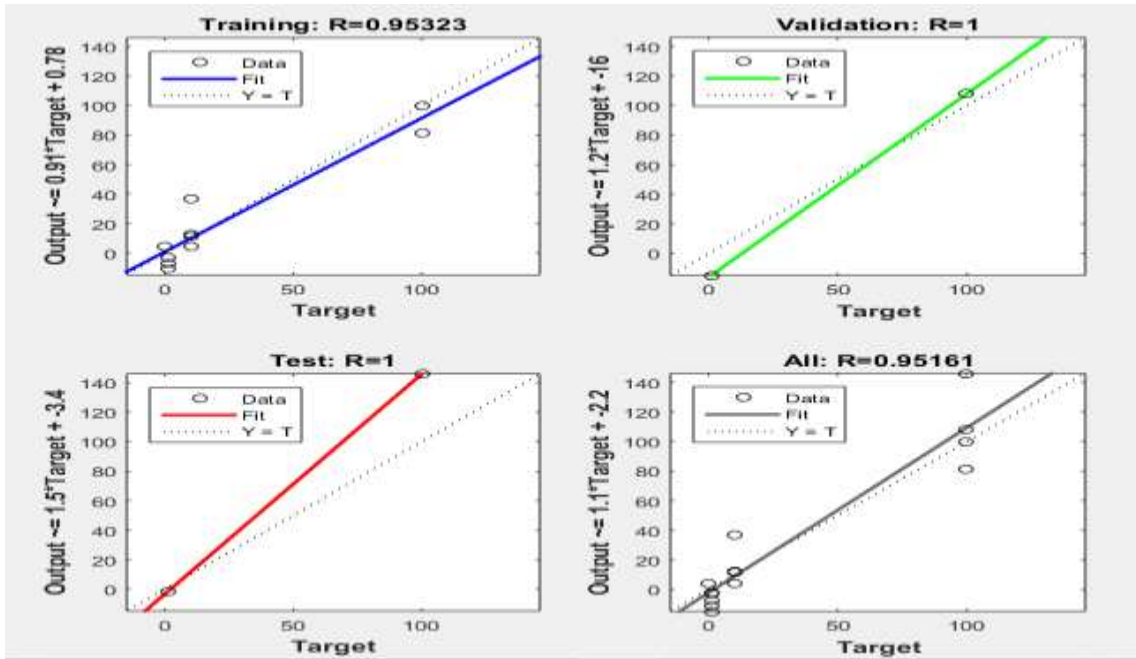 Training: R=0.95323
Output ~= 0.91*Target + 0.78
140
120
100
80
60
40
20
0
Data
Fit
Y = T
0 50 100
Target
Validation: R=1
Output ~= 1.2*Target + -16
140
120
100
80
60
40
20
0
Data
Fit
Y = T
0 50 100
Target
Test: R=1
Output ~= 1.5*Target + -3.4
140
120
100
80
60
40
20
0
Data
Fit
Y = T
0 50 100
Target
All: R=0.95161
Output ~= 1.1*Target + -2.2
140
120
100
80
60
40
20
0
Data
Fit
Y = T
0 50 100
Target